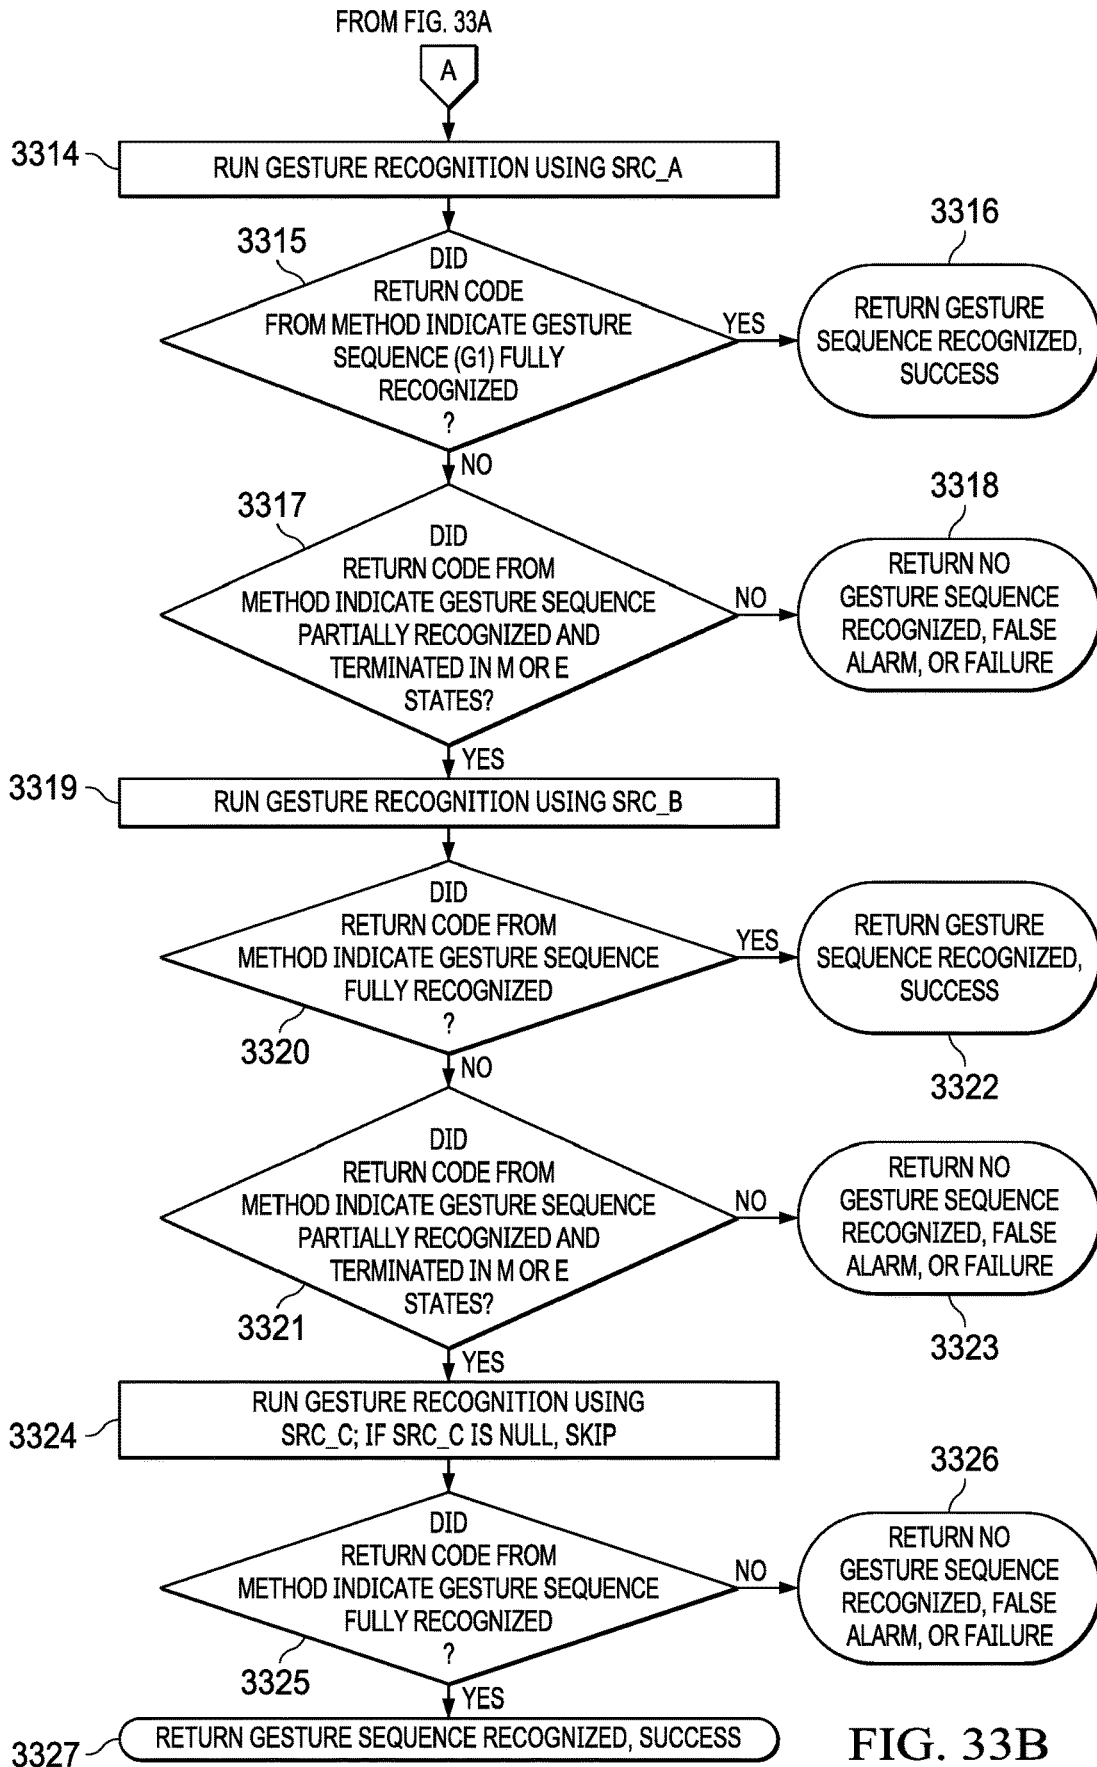 FROM FIG. 33A
A
3314
RUN GESTURE RECOGNITION USING SRC_A
3315
DID
RETURN CODE
FROM METHOD INDICATE GESTURE
SEQUENCE (G1) FULLY
RECOGNIZED
?
YES
3316
RETURN GESTURE
SEQUENCE RECOGNIZED,
SUCCESS
NO
3317
DID
RETURN CODE FROM
METHOD INDICATE GESTURE SEQUENCE
PARTIALLY RECOGNIZED AND
TERMINATED IN M OR E
STATES?
NO
3318
RETURN NO
GESTURE SEQUENCE
RECOGNIZED, FALSE
ALARM, OR FAILURE
YES
3319
RUN GESTURE RECOGNITION USING SRC_B
DID
RETURN CODE FROM
METHOD INDICATE GESTURE SEQUENCE
FULLY RECOGNIZED
?
3320
YES
RETURN GESTURE
SEQUENCE RECOGNIZED,
SUCCESS
3322
NO
DID
RETURN CODE FROM
METHOD INDICATE GESTURE SEQUENCE
PARTIALLY RECOGNIZED AND
TERMINATED IN M OR E
STATES?
3321
NO
RETURN NO
GESTURE SEQUENCE
RECOGNIZED, FALSE
ALARM, OR FAILURE
3323
YES
3324
RUN GESTURE RECOGNITION USING
SRC_C; IF SRC_C IS NULL, SKIP
DID
RETURN CODE FROM
METHOD INDICATE GESTURE SEQUENCE
FULLY RECOGNIZED
?
3325
NO
3326
RETURN NO
GESTURE SEQUENCE
RECOGNIZED, FALSE
ALARM, OR FAILURE
YES
3327
RETURN GESTURE SEQUENCE RECOGNIZED, SUCCESS
FIG. 33B